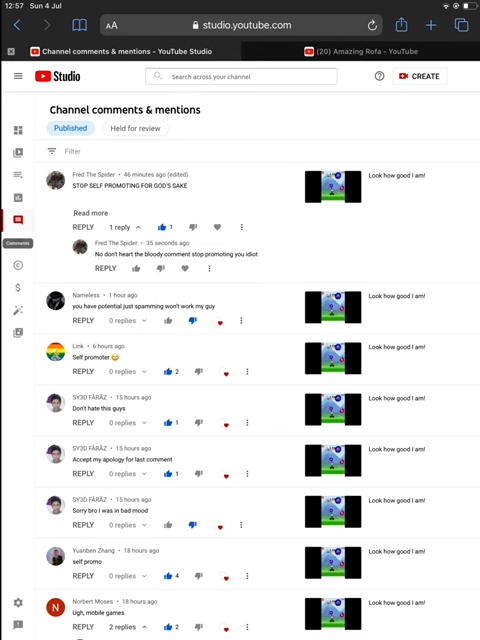 12:57 Sun 4 Jul
AA studio.youtube.com
Channel comments & mentions - YouTube Studio
(20) Amazing Rofa - YouTube
Studio
Search across your channel
CREATE
Channel comments & mentions
Published
Held for review
Filter
Fred The Spider • 46 minutes ago (edited)
STOP SELF PROMOTING FOR GOD'S SAKE
Look how good I am!
Read more
REPLY 1 reply 1
Comments
Fred The Spider • 35 seconds ago
No don't heart the bloody comment stop promoting you idiot
REPLY
Nameless • 1 hour ago
you have potential just spamming won't work my guy
REPLY 0 replies
Look how good I am!
Link • 6 hours ago
Self promoter 😳
REPLY 0 replies 2
Look how good I am!
SY3D FÄRÄZ • 15 hours ago
Don't hate this guys
REPLY 0 replies 1
Look how good I am!
SY3D FÄRÄZ • 15 hours ago
Accept my apology for last comment
REPLY 0 replies 1
Look how good I am!
SY3D FÄRÄZ • 15 hours ago
Sorry bro I was in bad mood
REPLY 0 replies
Look how good I am!
Yuanben Zhang • 18 hours ago
self promo
REPLY 0 replies 4
Look how good I am!
N
Norbert Moses • 18 hours ago
Ugh, mobile games
REPLY 2 replies 2
Look how good I am!